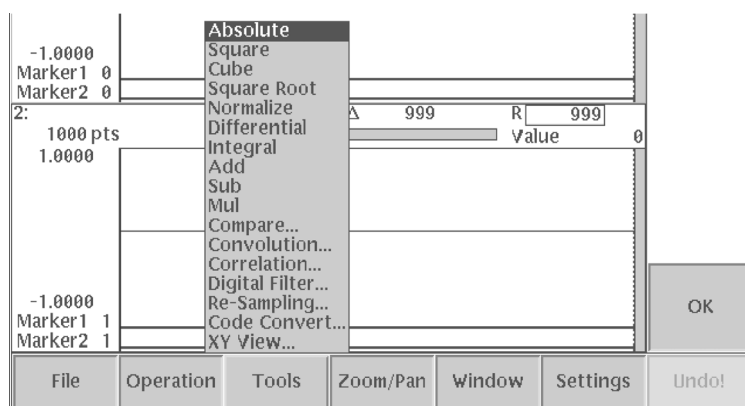 Absolute
Square
-1.0000
Cube
Marker1 0
Square Root
Marker2 0
Normalize
2:
Δ 999 R 999
Differential
1000 pts
Value 0
Integral
1.0000
Add
Sub
Mul
Compare...
Convolution...
Correlation...
Digital Filter...
-1.0000
Re-Sampling...
Marker1 1
Code Convert...
Marker2 1
XY View...
OK
File Operation Tools Zoom/Pan Window Settings Undo!